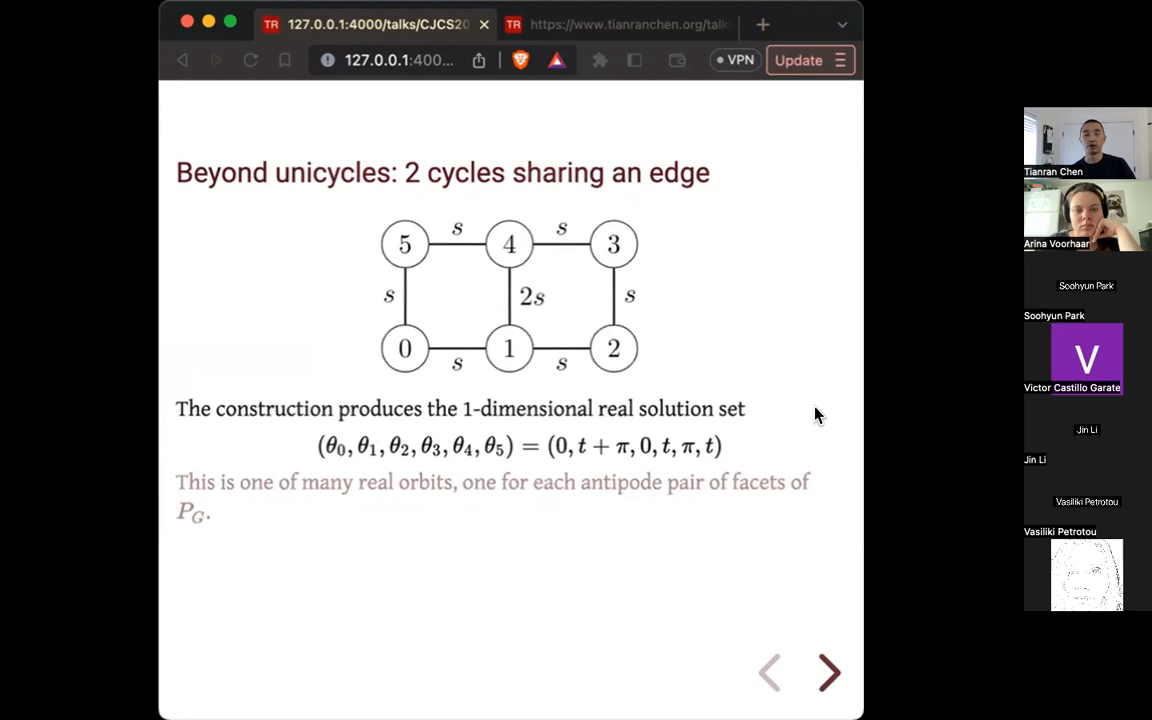 TR 127.0.0.1:4000/talks/CJCS20
TR https://www.tianranchen.org/talk
127.0.0.1:400...
VPN
Update
Beyond unicycles: 2 cycles sharing an edge
5 s 4 s 3
s 2s s
0 1 2
s s
The construction produces the 1-dimensional real solution set
(θ₀, θ₁, θ₂, θ₃, θ₄, θ₅) = (0, t + π, 0, t, π, t)
This is one of many real orbits, one for each antipode pair of facets of
P_G.
Tianran Chen
Arina Voorhaar
Soohyun Park
Soohyun Park
V
Victor Castillo Garate
Jin Li
Jin Li
Vasiliki Petrotou
Vasiliki Petrotou